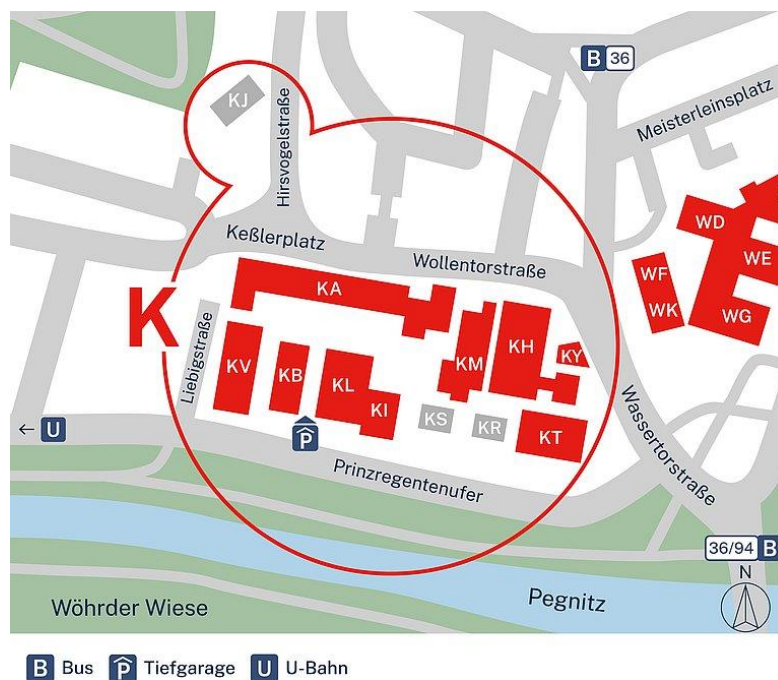 B 36
KJ
Meisterleinsplatz
Hirsvogelstraße
WD
Keßlerplatz
WE
Wollentorstraße
WF
KA
K
WK
WG
Liebigstraße
KV
KB
KL
KM
KH
KY
KI
KS
KR
KT
Wassertorstraße
← U
P
Prinzregentenufer
36/94 B
N
Pegnitz
Wöhrder Wiese
B Bus P Tiefgarage U U-Bahn